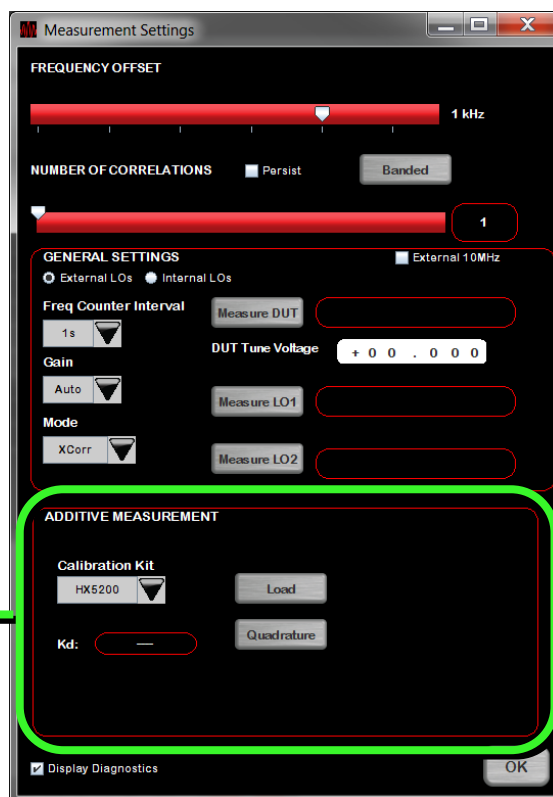 Measurement Settings
FREQUENCY OFFSET
1 kHz
NUMBER OF CORRELATIONS Persist Banded
1
GENERAL SETTINGS External 10MHz
External LOs Internal LOs
Freq Counter Interval Measure DUT
1s
DUT Tune Voltage +00.000
Gain
Auto Measure LO1
Mode
XCorr Measure LO2
ADDITIVE MEASUREMENT
Calibration Kit
HX5200 Load
Quadrature
Kd: —
Display Diagnostics OK